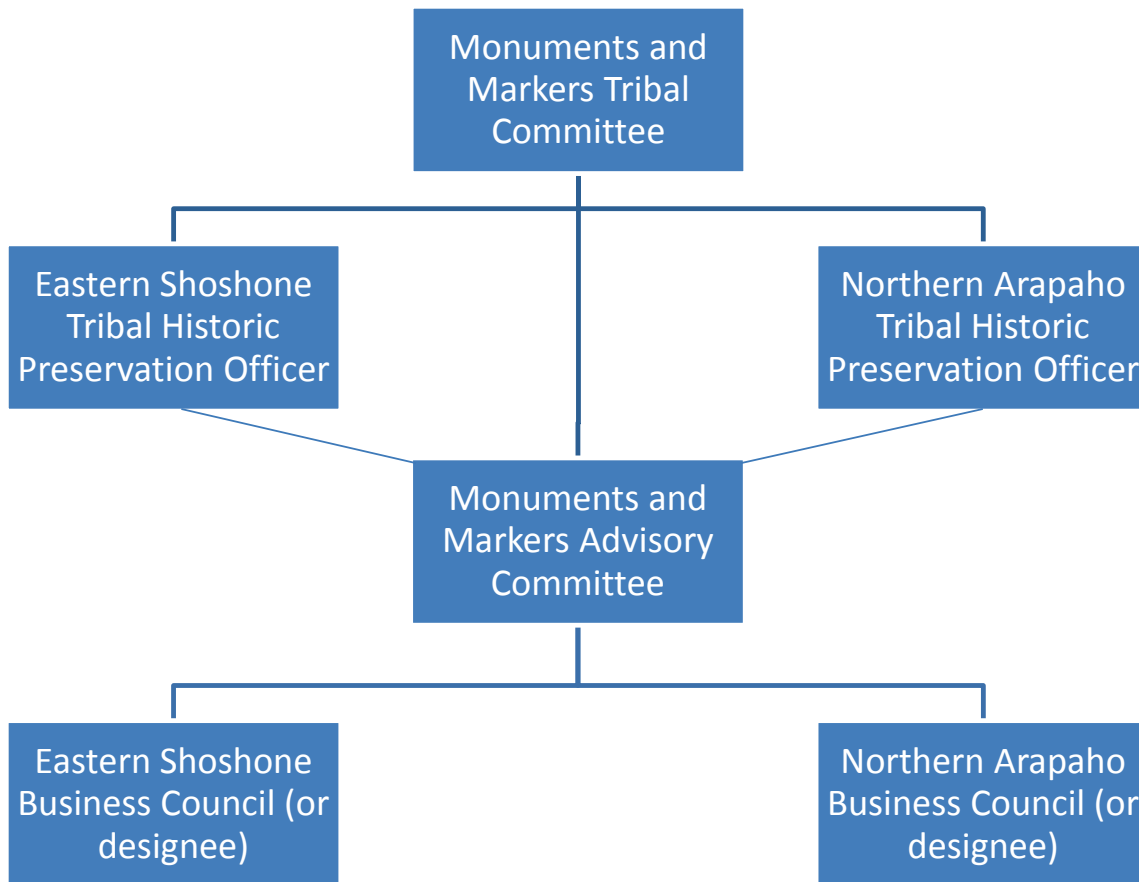 Monuments and
Markers Tribal
Committee
Eastern Shoshone
Tribal Historic
Preservation Officer
Northern Arapaho
Tribal Historic
Preservation Officer
Monuments and
Markers Advisory
Committee
Eastern Shoshone
Business Council (or
designee)
Northern Arapaho
Business Council (or
designee)